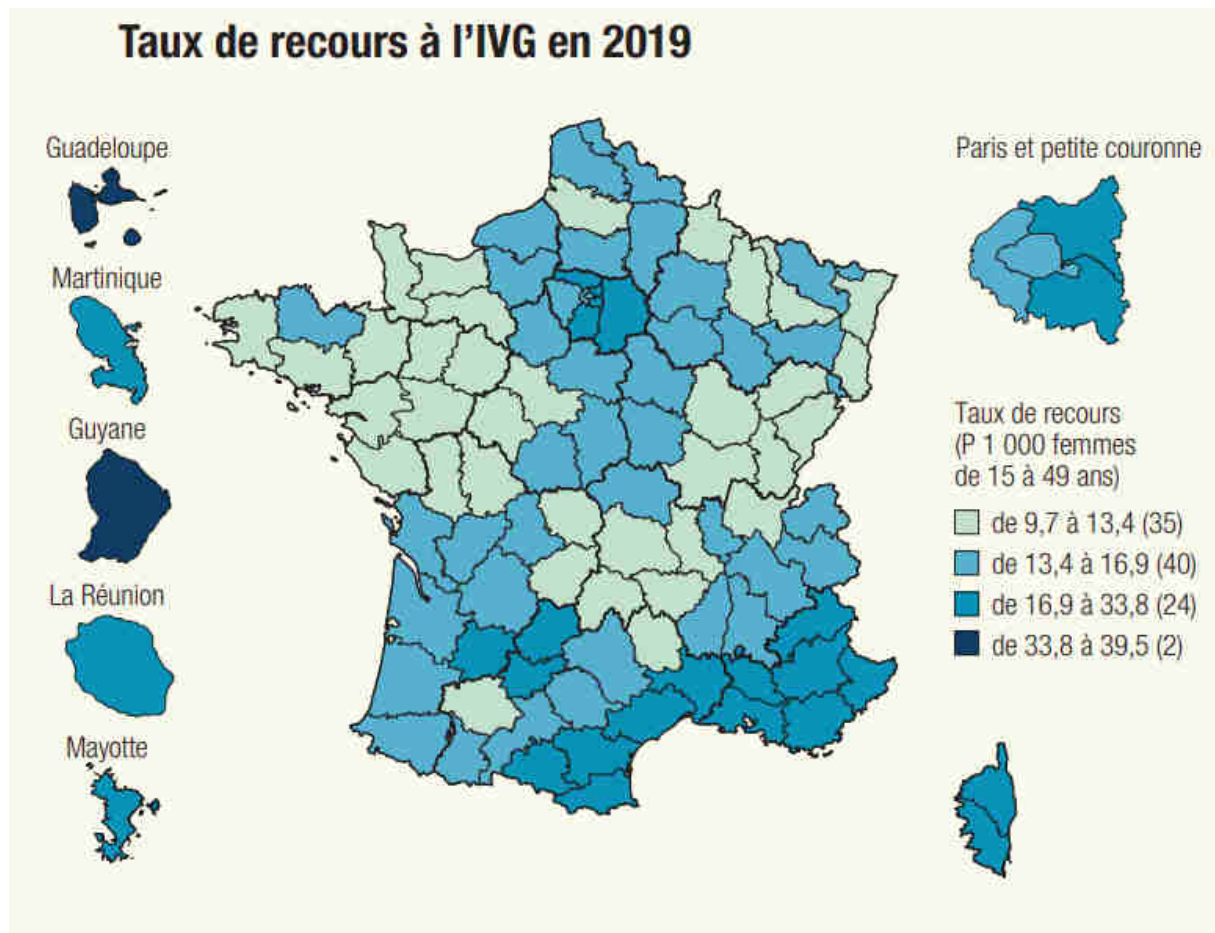 Taux de recours à l'IVG en 2019
Guadeloupe
Martinique
Guyane
La Réunion
Mayotte
Paris et petite couronne
Taux de recours
(P 1 000 femmes
de 15 à 49 ans)
de 9,7 à 13,4 (35)
de 13,4 à 16,9 (40)
de 16,9 à 33,8 (24)
de 33,8 à 39,5 (2)